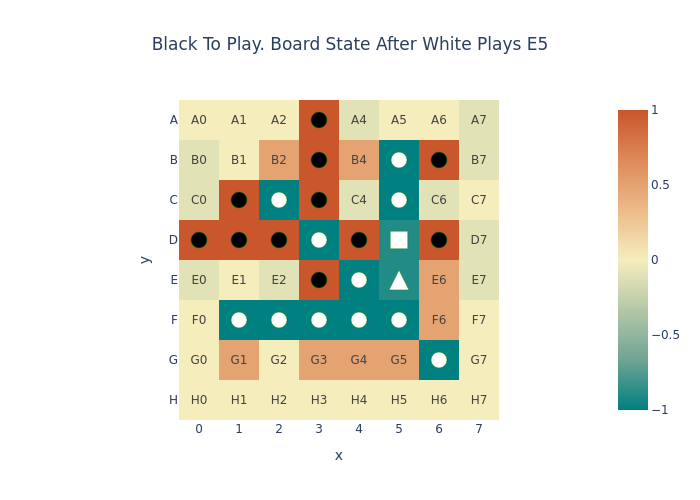 Black To Play. Board State After White Plays E5
A A0 A1 A2 A4 A5 A6 A7
B B0 B1 B2 B4 B7
C C0 C4 C6 C7
D D7
E E0 E1 E2 E6 E7
F F0 F6 F7
G G0 G1 G2 G3 G4 G5 G7
H H0 H1 H2 H3 H4 H5 H6 H7
0 1 2 3 4 5 6 7
x
y
1
0.5
0
−0.5
−1